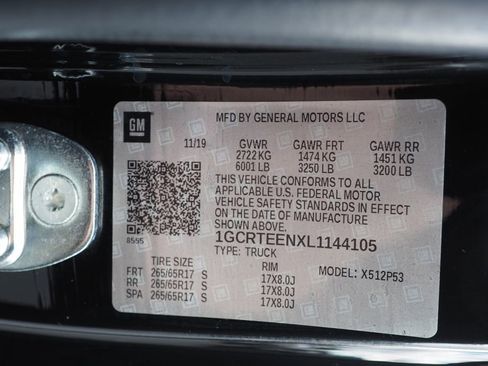 GM
MFD BY GENERAL MOTORS LLC
11/19 GVWR GAWR FRT GAWR RR
2722 KG 1474 KG 1451 KG
6001 LB 3250 LB 3200 LB
THIS VEHICLE CONFORMS TO ALL
APPLICABLE U.S. FEDERAL MOTOR
VEHICLE SAFETY STANDARDS IN EFFECT
ON THE DATE OF MANUFACTURE
SHOWN ABOVE.
8595 1GCRTEENXL1144105
TYPE: TRUCK
TIRE SIZE RIM MODEL: X512P53
FRT 265/65R17 S 17X8.0J
RR 265/65R17 S 17X8.0J
SPA 265/65R17 S 17X8.0J